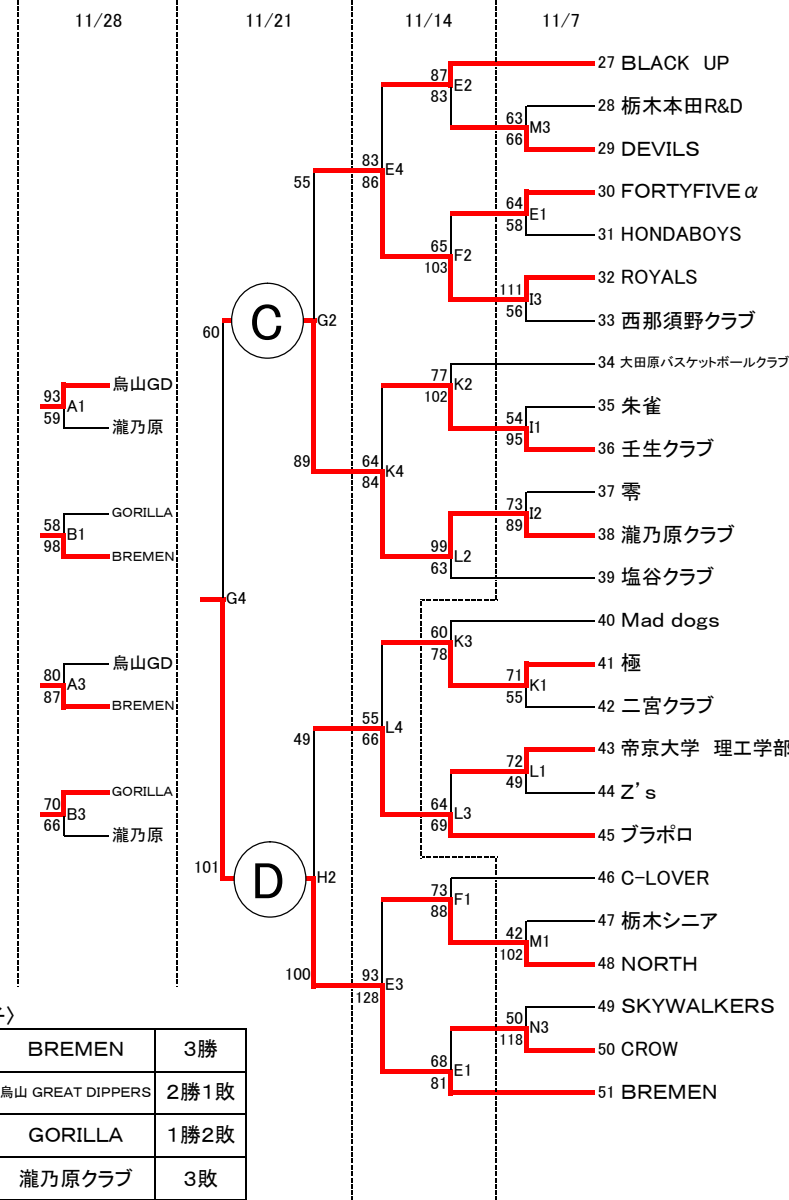 11/28
11/21
11/14
11/7
27 BLACK UP
87
E2
83
28 栃木本田R&D
63
M3
66
29 DEVILS
83
E4
86
55
30 FORTYFIVE α
64
E1
58
31 HONDABOYS
65
F2
103
32 ROYALS
111
I3
56
33 西那須野クラブ
C
G2
60
34 大田原バスケットボールクラブ
77
K2
102
35 朱雀
54
I1
95
36 壬生クラブ
89
64
K4
84
37 零
73
I2
89
38 瀧乃原クラブ
99
L2
63
39 塩谷クラブ
烏山GD
93
A1
59
瀧乃原
GORILLA
58
B1
98
BREMEN
G4
40 Mad dogs
60
K3
78
41 極
71
K1
55
42 二宮クラブ
烏山GD
80
A3
87
BREMEN
49
55
L4
66
43 帝京大学 理工学部
72
L1
49
44 Z's
64
L3
69
45 ブラポロ
GORILLA
70
B3
66
瀧乃原
101
D
H2
46 C-LOVER
73
F1
88
47 栃木シニア
42
M1
102
48 NORTH
100
93
E3
128
49 SKYWALKERS
50
N3
118
50 CROW
68
E1
81
51 BREMEN
〉
BREMEN 3勝
烏山 GREAT DIPPERS 2勝1敗
GORILLA 1勝2敗
瀧乃原クラブ 3敗